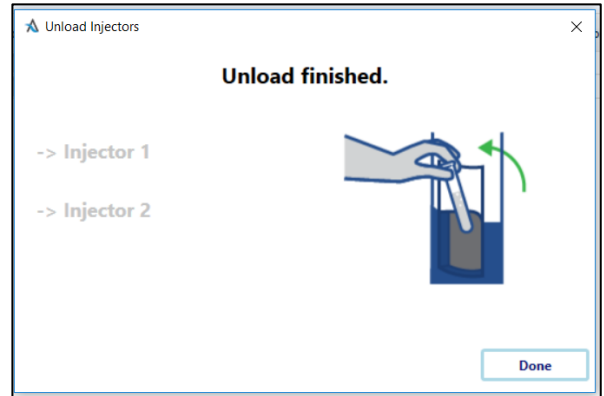 Unload Injectors
Unload finished.
-> Injector 1
-> Injector 2
Done